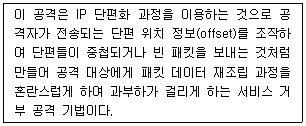 이 공격은 IP 단편화 과정을 이용하는 것으로 공
격자가 전송되는 단편 위치 정보(offset)를 조작하
여 단편들이 중첩되거나 빈 패킷을 보내는 것처럼
만들어 공격 대상에게 패킷 데이터 재조립 과정을
혼란스럽게 하며 과부하가 걸리게 하는 서비스 거
부 공격 기법이다.